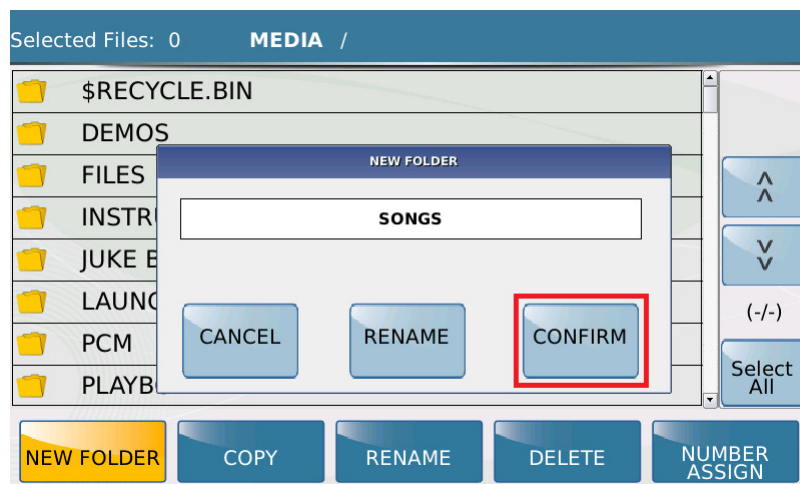 Selected Files: 0 MEDIA /
$RECYCLE.BIN
DEMOS
NEW FOLDER
FILES
SONGS
INSTR
JUKE B
LAUNC
(-/-)
CANCEL RENAME CONFIRM
PCM
Select
All
PLAYB
NEW FOLDER COPY RENAME DELETE NUMBER
ASSIGN